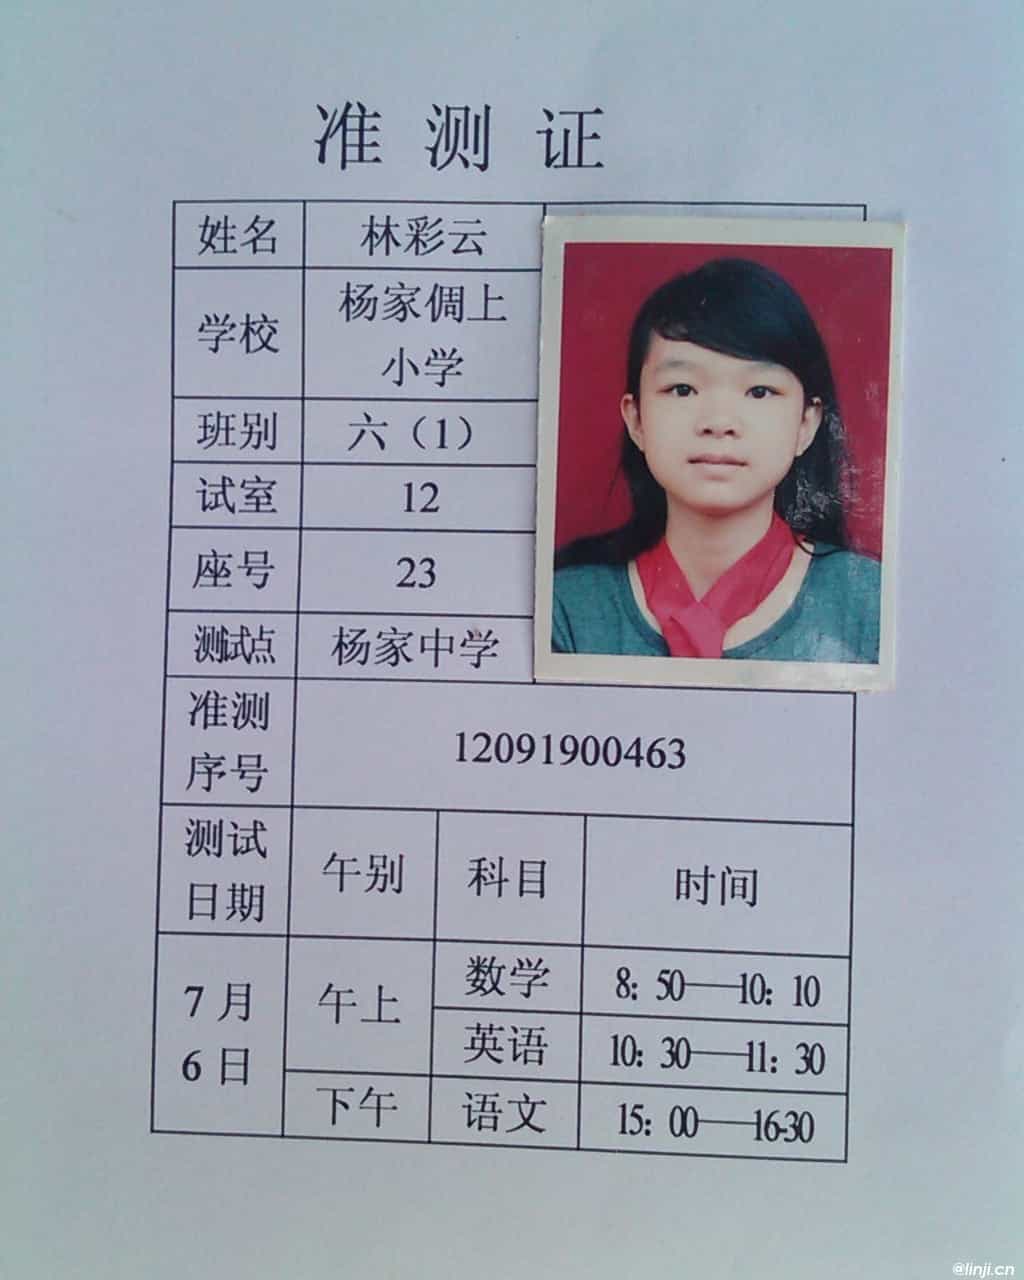 准测证
姓名 林彩云
学校 杨家倜上
小学
班别 六（1）
试室 12
座号 23
测试点 杨家中学
准测
序号
12091900463
测试
日期
午别 科目 时间
7月
6日
午上 数学 8：50—10：10
英语 10：30—11：30
下午 语文 15：00—16-30
@linji.cn